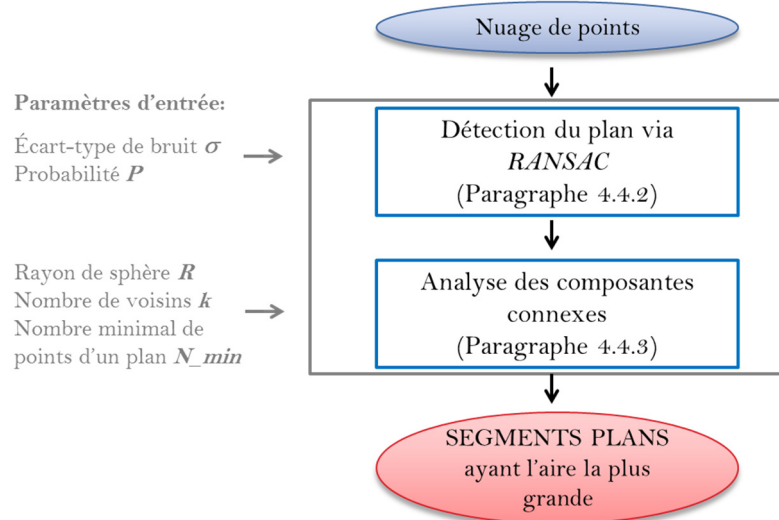 Nuage de points
Paramètres d'entrée:
Écart-type de bruit σ
Probabilité P
Détection du plan via
RANSAC
(Paragraphe 4.4.2)
Rayon de sphère R
Nombre de voisins k
Nombre minimal de
points d'un plan N_min
Analyse des composantes
connexes
(Paragraphe 4.4.3)
SEGMENTS PLANS
ayant l'aire la plus
grande